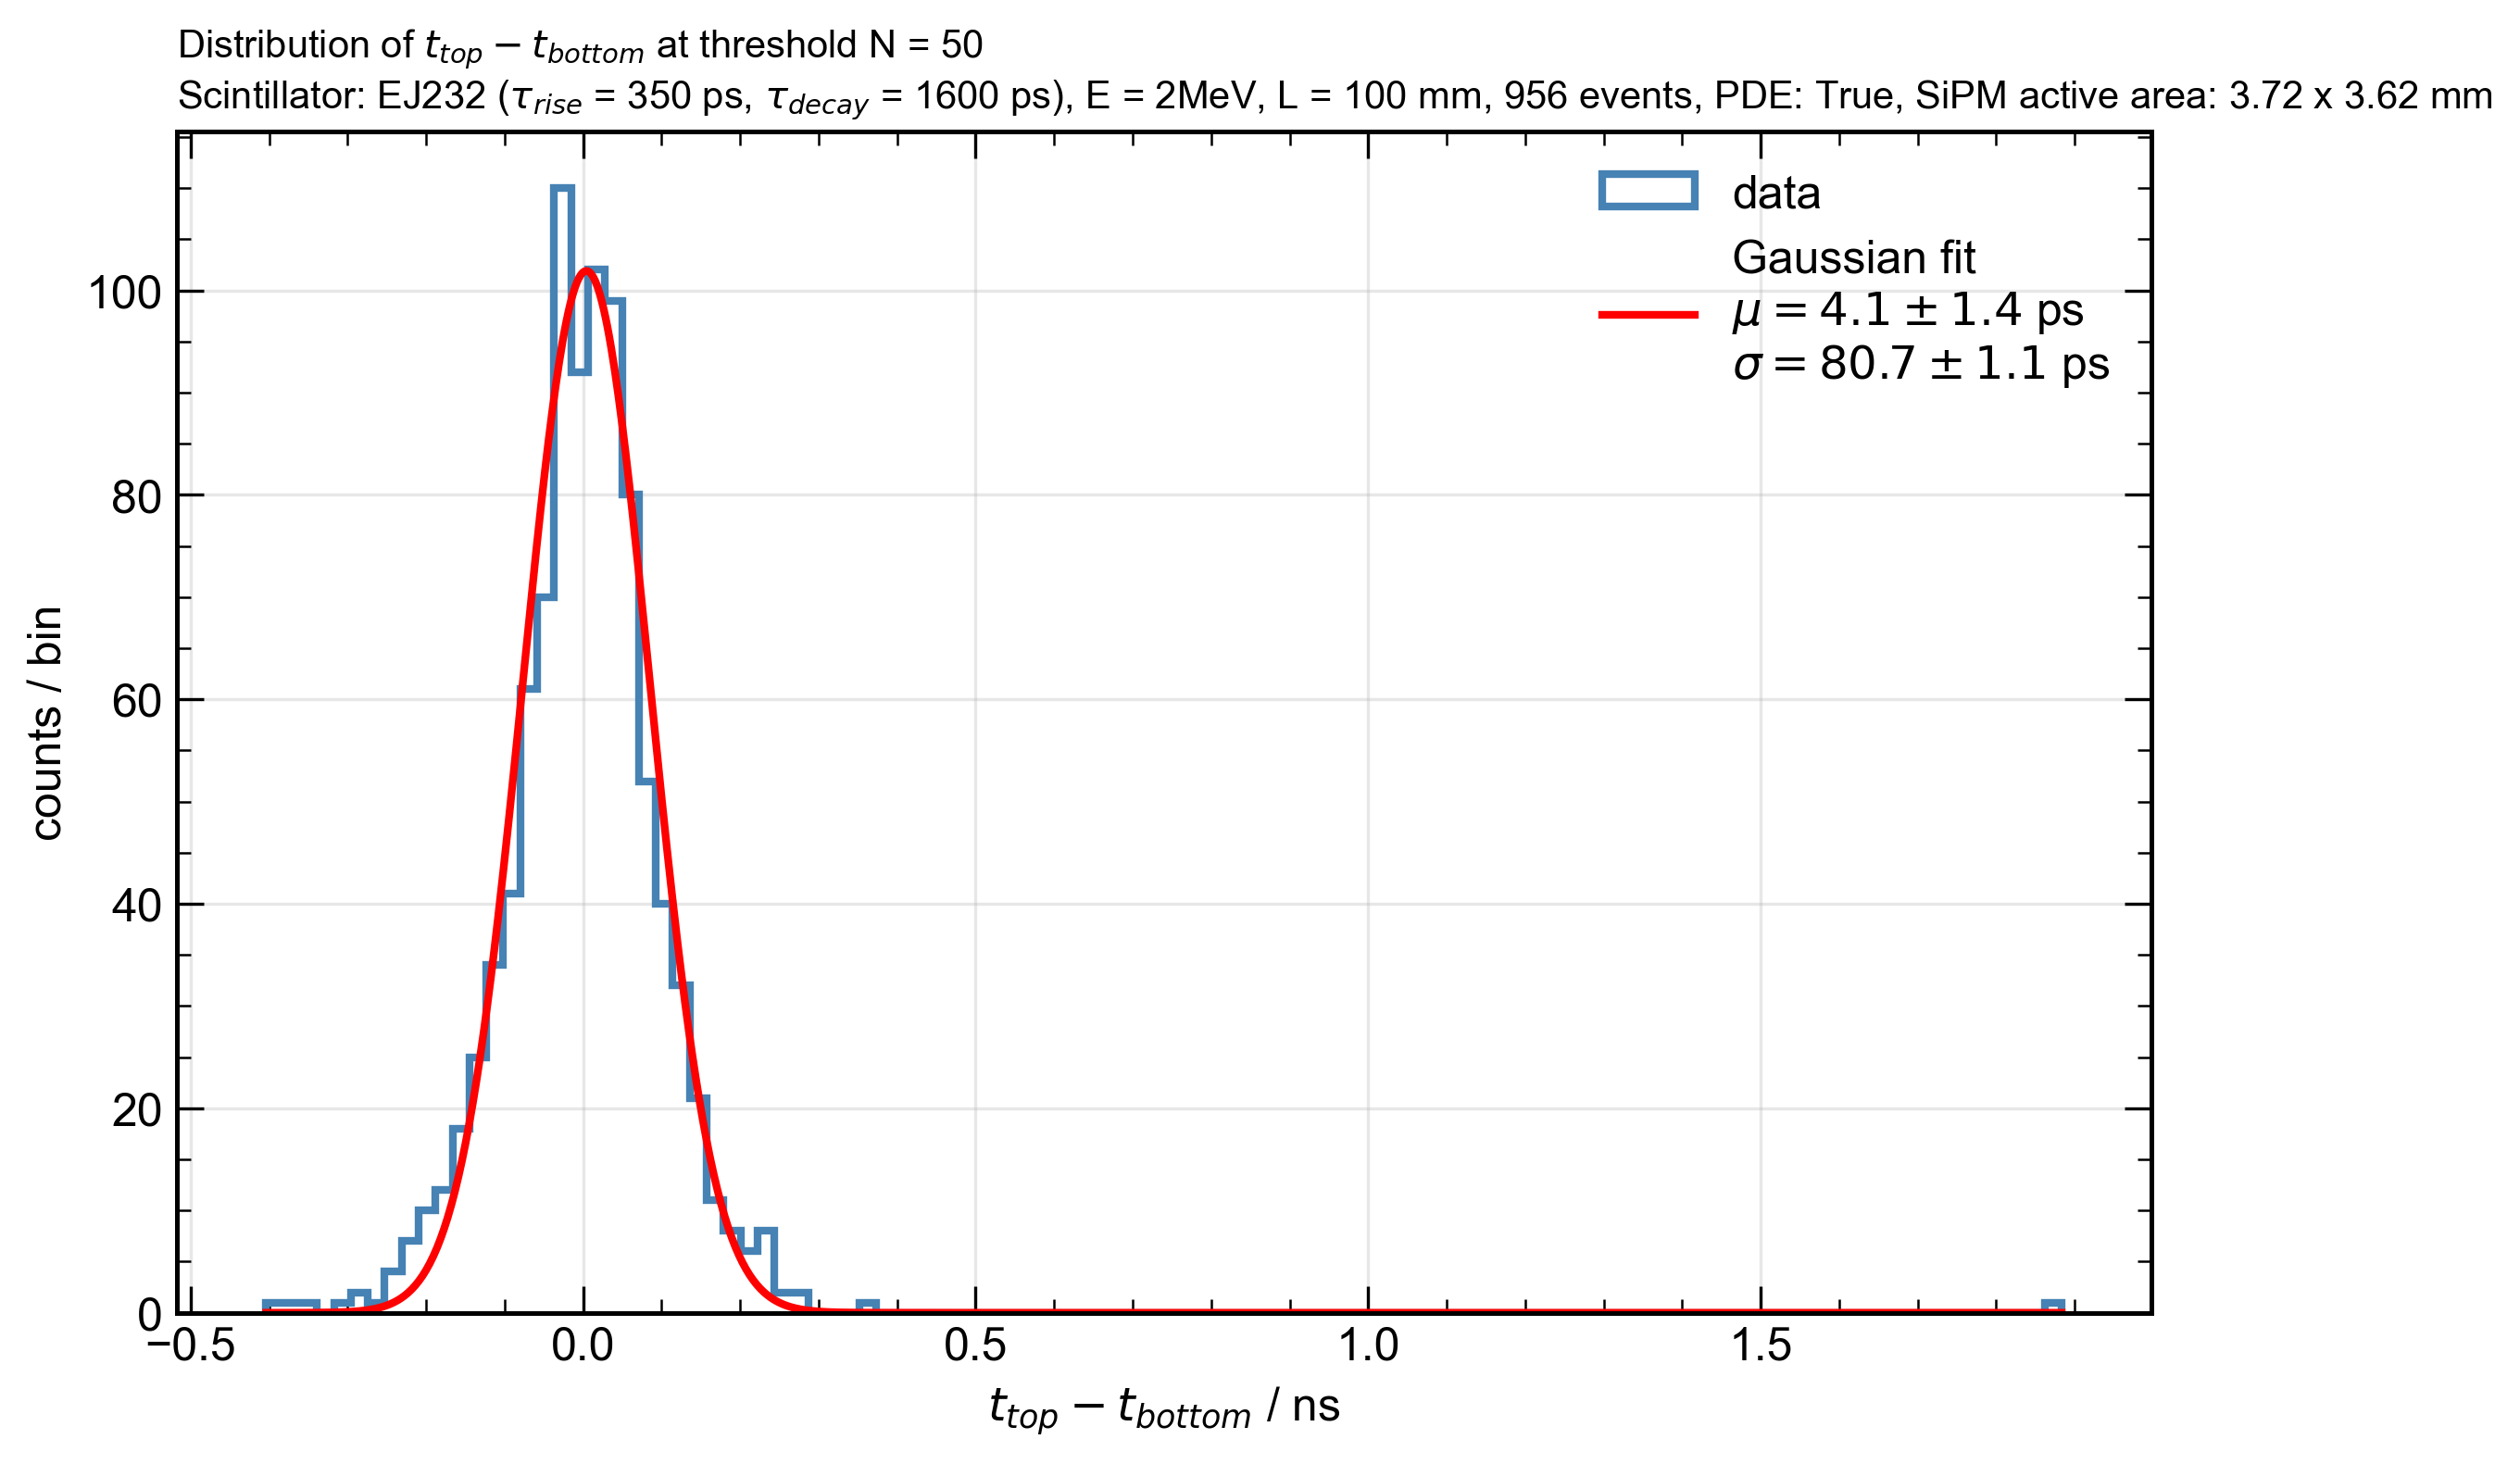 Distribution of t_top − t_bottom at threshold N = 50
Scintillator: EJ232 (τ_rise = 350 ps, τ_decay = 1600 ps), E = 2MeV, L = 100 mm, 956 events, PDE: True, SiPM active area: 3.72 x 3.62 mm
data
Gaussian fit
μ = 4.1 ± 1.4 ps
σ = 80.7 ± 1.1 ps
counts / bin
100
80
60
40
20
0
−0.5 0.0 0.5 1.0 1.5
t_top − t_bottom / ns